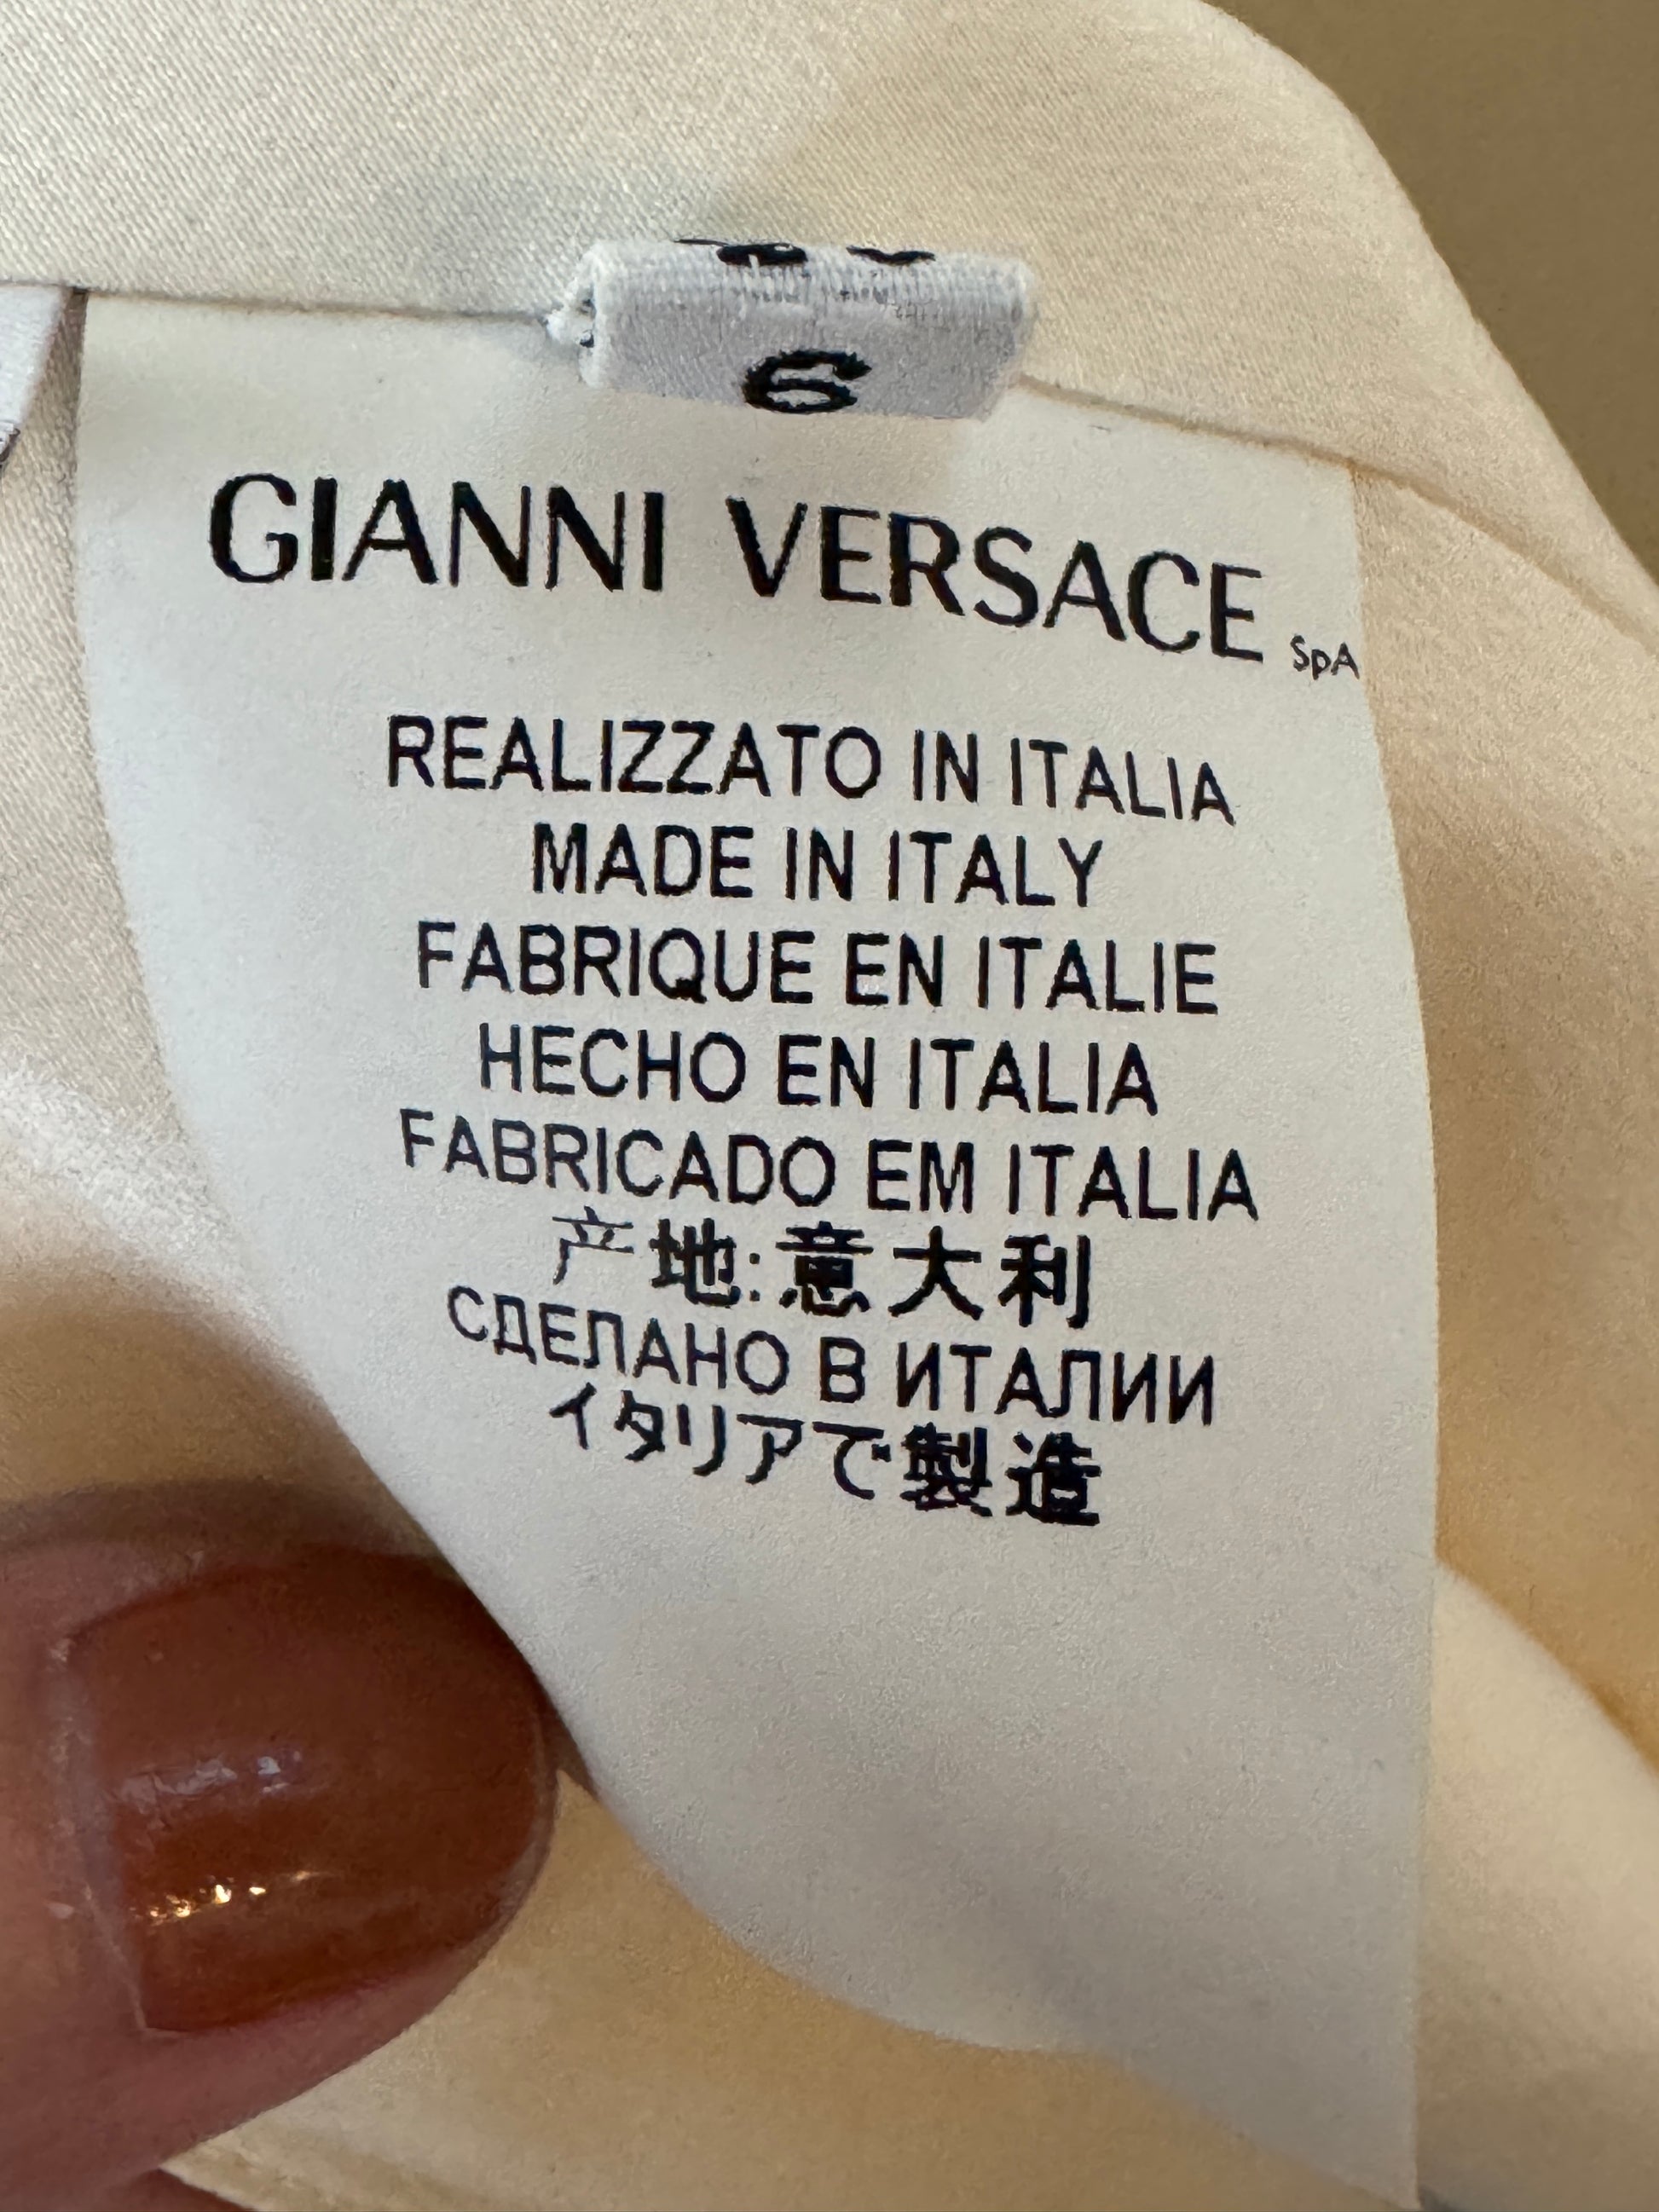 6
GIANNI VERSACE SpA
REALIZZATO IN ITALIA
MADE IN ITALY
FABRIQUE EN ITALIE
HECHO EN ITALIA
FABRICADO EM ITALIA
产地:意大利
СДЕЛАНО В ИТАЛИИ
イタリアで製造